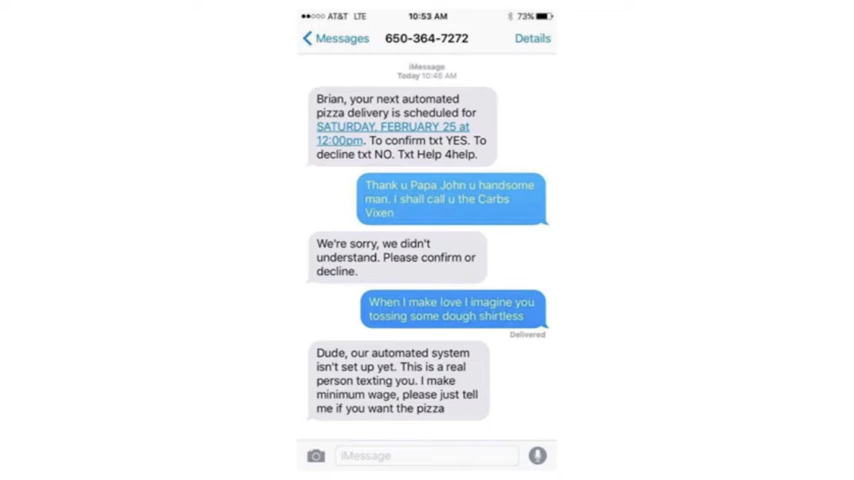 AT&T LTE 10:53 AM 73%
Messages 650-364-7272 Details
iMessage
Today 10:46 AM
Brian, your next automated
pizza delivery is scheduled for
SATURDAY, FEBRUARY 25 at
12:00pm. To confirm txt YES. To
decline txt NO. Txt Help 4help.
Thank u Papa John u handsome
man. I shall call u the Carbs
Vixen
We're sorry, we didn't
understand. Please confirm or
decline.
When I make love I imagine you
tossing some dough shirtless
Delivered
Dude, our automated system
isn't set up yet. This is a real
person texting you. I make
minimum wage, please just tell
me if you want the pizza
iMessage